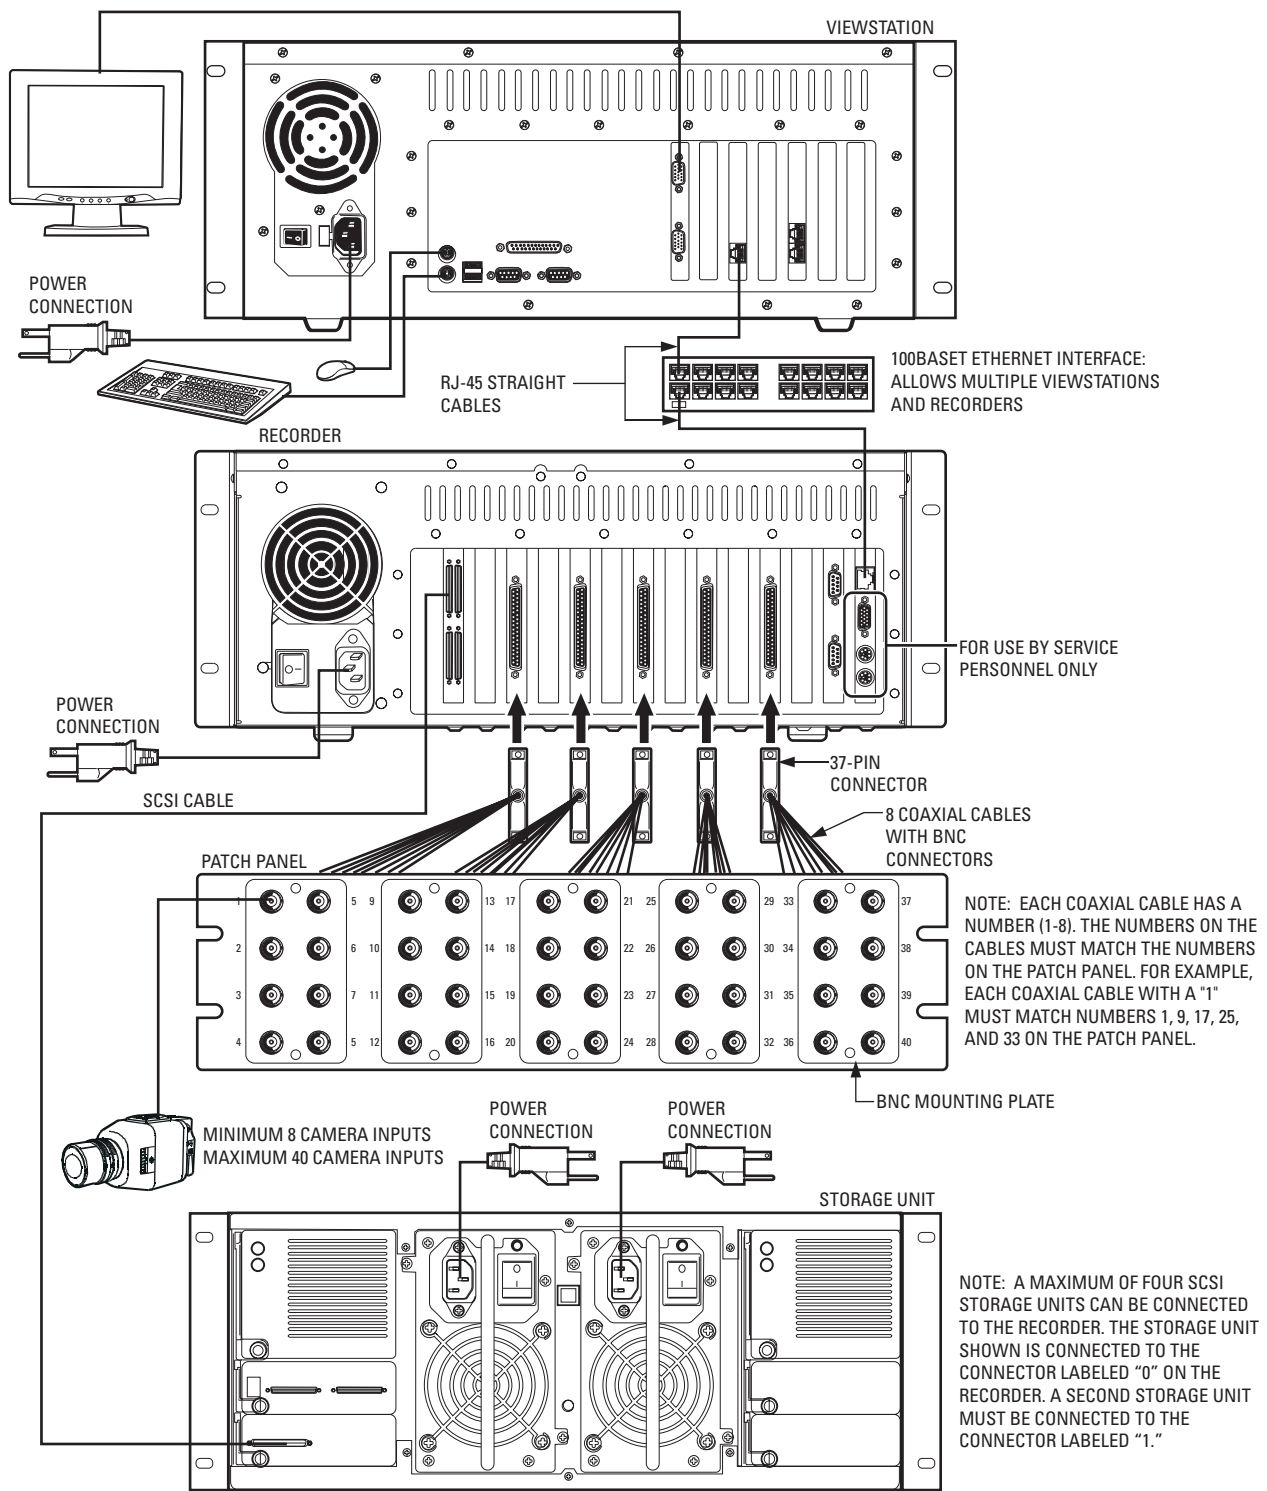 VIEWSTATION
POWER
CONNECTION
RJ-45 STRAIGHT
CABLES
100BASET ETHERNET INTERFACE:
ALLOWS MULTIPLE VIEWSTATIONS
AND RECORDERS
RECORDER
FOR USE BY SERVICE
PERSONNEL ONLY
POWER
CONNECTION
37-PIN
CONNECTOR
SCSI CABLE
8 COAXIAL CABLES
WITH BNC
CONNECTORS
PATCH PANEL
1 5 9 13 17 21 25 29 33 37
2 6 10 14 18 22 26 30 34 38
3 7 11 15 19 23 27 31 35 39
4 5 12 16 20 24 28 32 36 40
NOTE: EACH COAXIAL CABLE HAS A
NUMBER (1-8). THE NUMBERS ON THE
CABLES MUST MATCH THE NUMBERS
ON THE PATCH PANEL. FOR EXAMPLE,
EACH COAXIAL CABLE WITH A "1"
MUST MATCH NUMBERS 1, 9, 17, 25,
AND 33 ON THE PATCH PANEL.
BNC MOUNTING PLATE
MINIMUM 8 CAMERA INPUTS
MAXIMUM 40 CAMERA INPUTS
POWER
CONNECTION
POWER
CONNECTION
STORAGE UNIT
NOTE: A MAXIMUM OF FOUR SCSI
STORAGE UNITS CAN BE CONNECTED
TO THE RECORDER. THE STORAGE UNIT
SHOWN IS CONNECTED TO THE
CONNECTOR LABELED “0” ON THE
RECORDER. A SECOND STORAGE UNIT
MUST BE CONNECTED TO THE
CONNECTOR LABELED “1.”